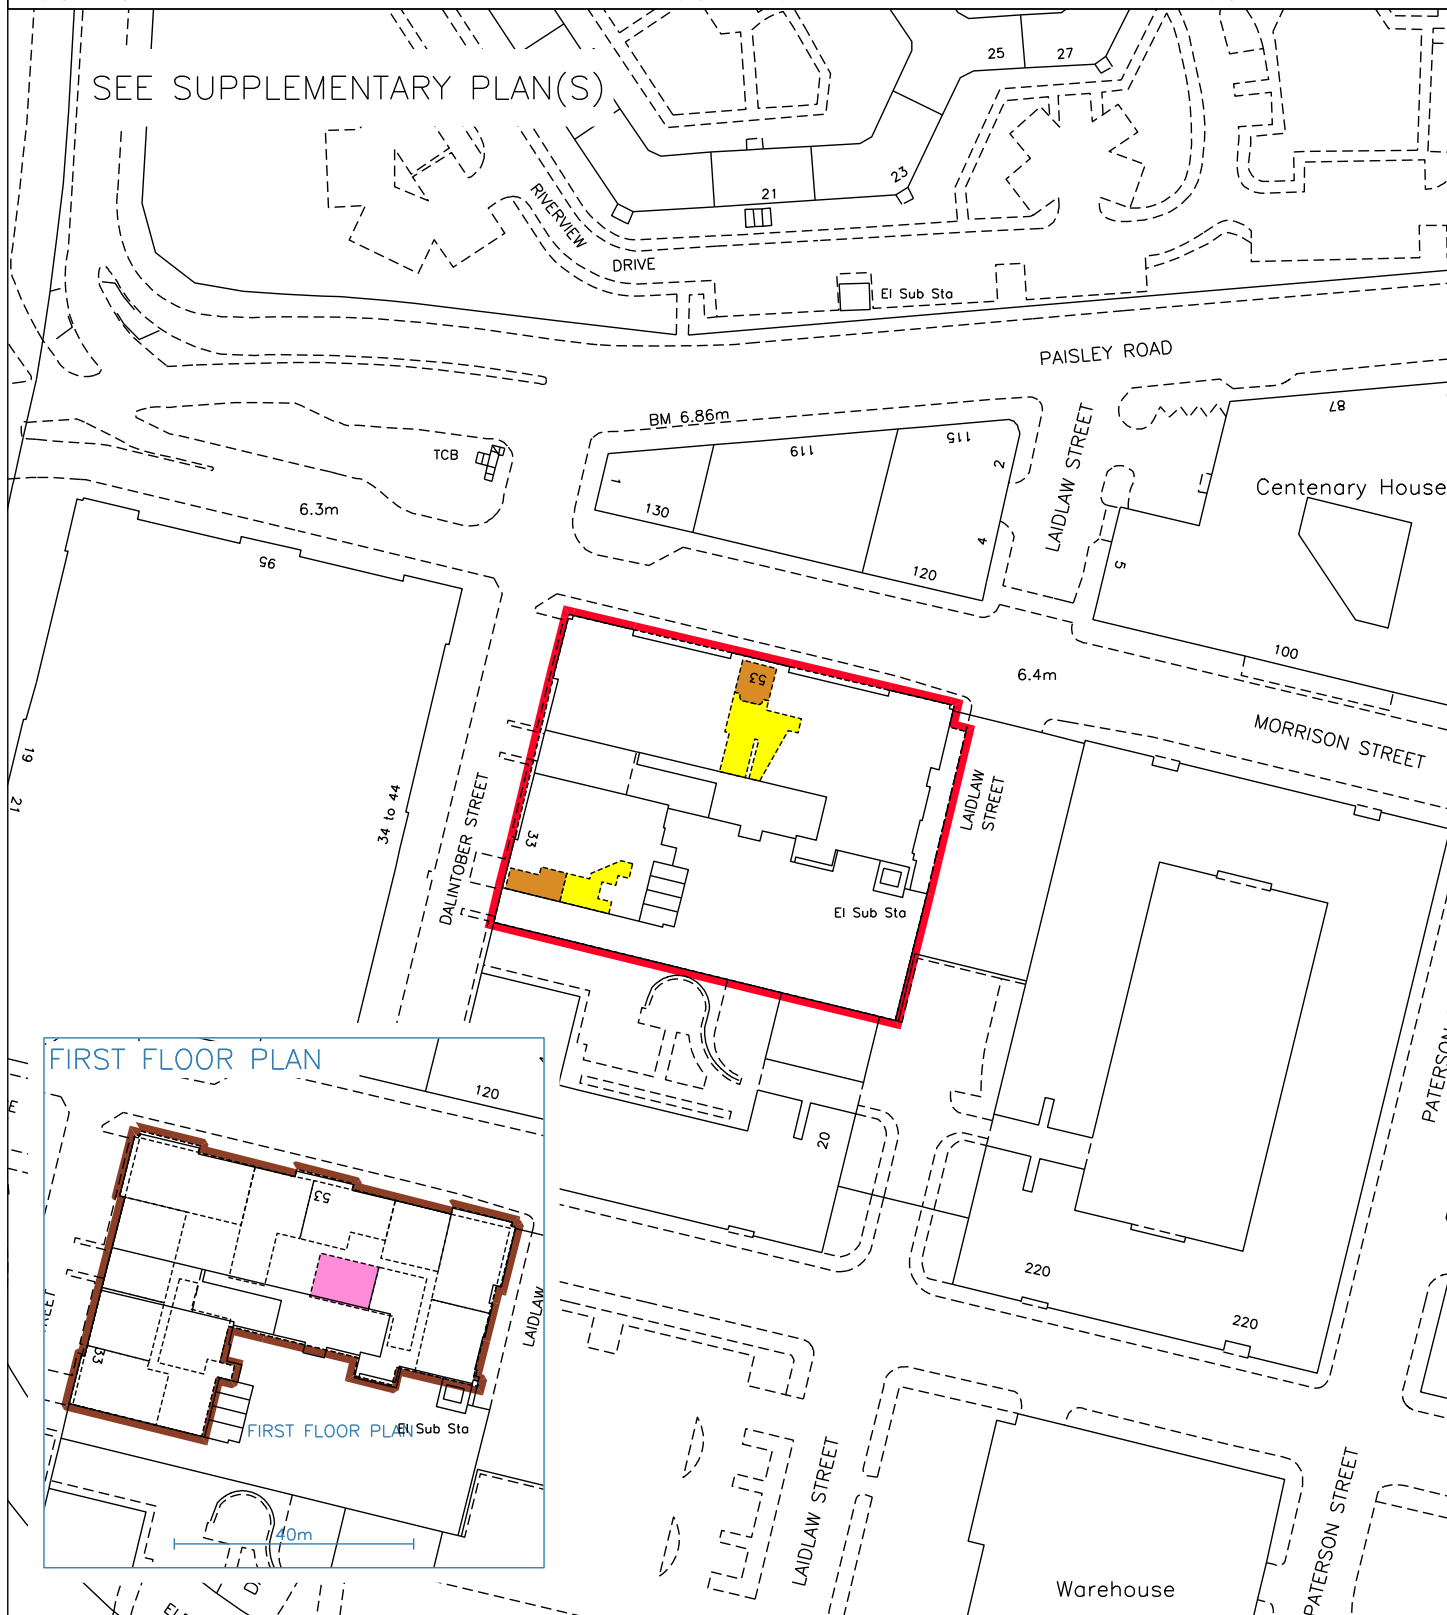 SEE SUPPLEMENTARY PLAN(S)
25
27
23
21
RIVERVIEW
DRIVE
El Sub Sta
PAISLEY ROAD
BM 6.86m
119
115
87
TCB
1
130
2
4
120
LAIDLAW STREET
Centenary House
5
6.3m
95
100
6.4m
MORRISON STREET
53
19
21
34 to 44
DALINTOBER STREET
33
LAIDLAW
STREET
El Sub Sta
FIRST FLOOR PLAN
120
53
33
LAIDLAW
FIRST FLOOR PLAN
El Sub Sta
40m
20
220
220
PATERSON
LAIDLAW STREET
PATERSON STREET
Warehouse